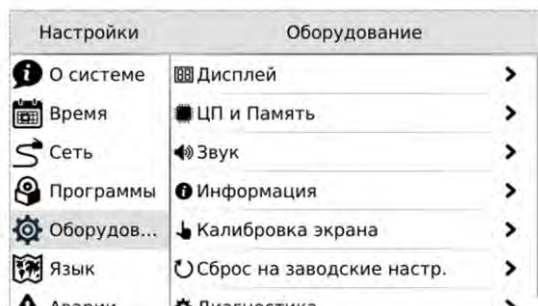 Настройки
Оборудование
О системе
Дисплей
Время
ЦП и Память
Сеть
Звук
Программы
Информация
Оборудов...
Калибровка экрана
Язык
Сброс на заводские настр.
Аварии
Диагностика